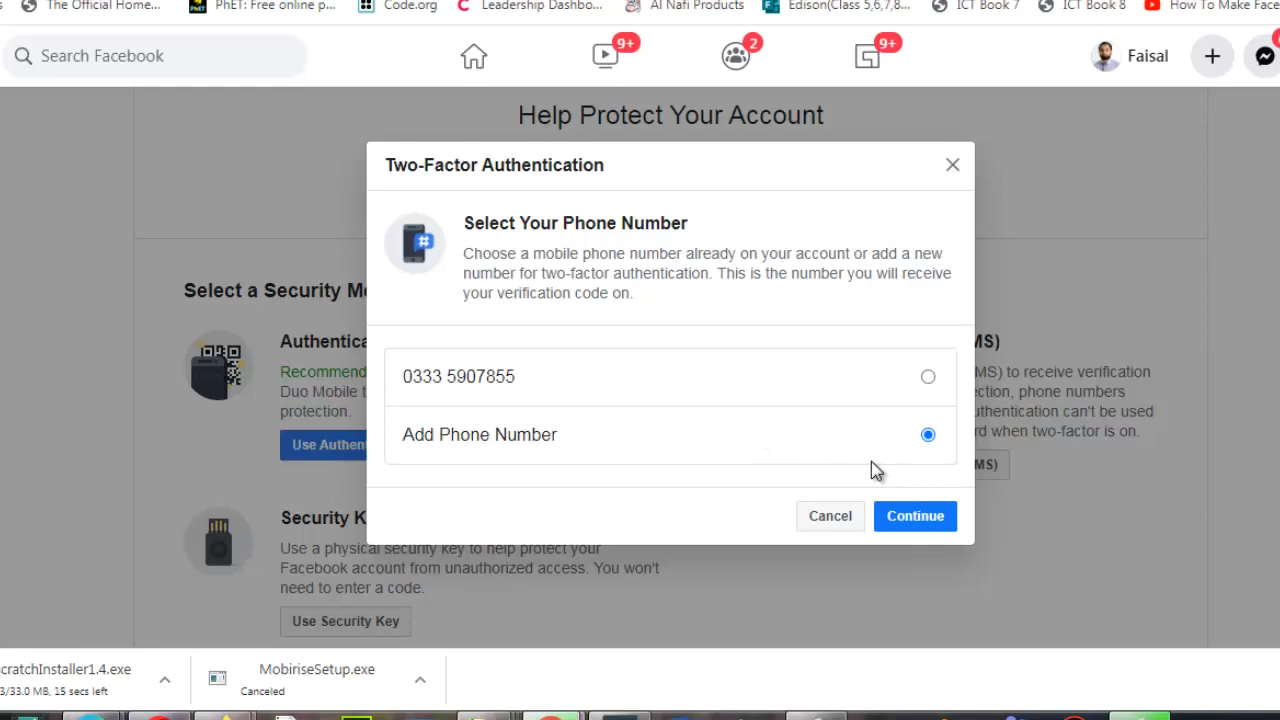 The Official Home...
PhET: Free online p...
Code.org
Leadership Dashbo...
Al Nafi Products
Edison(Class 5,6,7,8...
ICT Book 7
ICT Book 8
How To Make Face
Search Facebook
9+
2
9+
Faisal
Help Protect Your Account
Two-Factor Authentication
Select Your Phone Number
Choose a mobile phone number already on your account or add a new
number for two-factor authentication. This is the number you will receive
your verification code on.
0333 5907855
Add Phone Number
Cancel
Continue
Select a Security Me
Authentica
Recommend
Duo Mobile t
protection.
Use Authen
MS)
MS) to receive verification
ection, phone numbers
uthentication can't be used
rd when two-factor is on.
MS)
Security K
Use a physical security key to help protect your
Facebook account from unauthorized access. You won't
need to enter a code.
Use Security Key
cratchInstaller1.4.exe
3/33.0 MB, 15 secs left
MobiriseSetup.exe
Canceled